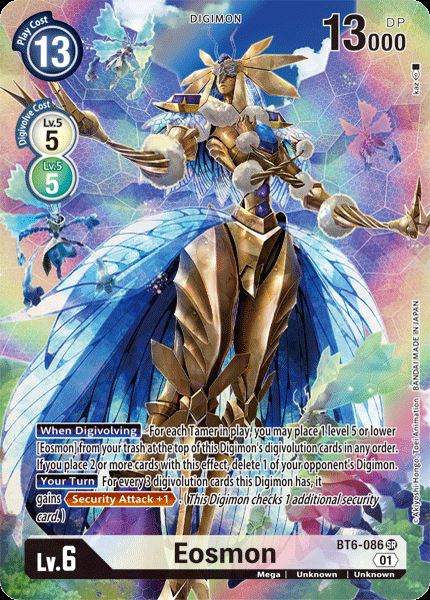 Play Cost
13
DIGIMON
DP
13000
Digivolve Cost
Lv.5
5
Lv.5
5
kaz
©Akiyoshi Hongo, Toei Animation BANDAI MADE IN JAPAN
When Digivolving For each Tamer in play, you may place 1 level 5 or lower
[Eosmon] from your trash at the top of this Digimon's digivolution cards in any order.
If you place 2 or more cards with this effect, delete 1 of your opponent's Digimon.
Your Turn For every 3 digivolution cards this Digimon has, it
gains Security Attack +1. (This Digimon checks 1 additional security
card.)
Lv.6
Eosmon
BT6-086 SR
01
Mega | Unknown | Unknown